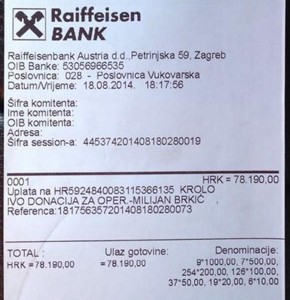 Raiffeisen
BANK
Raiffeisenbank Austria d.d.,Petrinjska 59, Zagreb
OIB Banke: 53056966535
Poslovnica: 028 - Poslovnica Vukovarska
Datum/Vrijeme: 18.08.2014. 18:17:56
Šifra komitenta:
Ime komitenta:
OIB komitenta:
Adresa:
Šifra session-a: 445374201408180280019
0001 HRK = 78.190,00
Uplata na HR5924840083115366135 KROLO
IVO DONACIJA ZA OPER.-MILIJAN BRKIĆ
Referenca:1817563572014081802 80073
TOTAL : Ulaz gotovine: Denominacije:
HRK =78.190,00 =78.190,00 9*1000,00, 7*500,00,
254*200,00, 126*100,00,
37*50,00, 19*20,00, 6*10,00